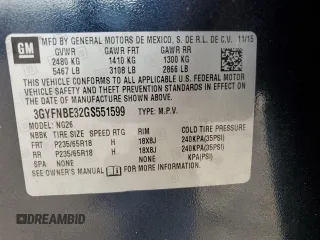 GM
MFD BY GENERAL MOTORS DE MEXICO, S. DE R.L. DE C.V. 11/15
GVWR GAWR FRT GAWR RR
2480 KG 1410 KG 1300 KG
5467 LB 3108 LB 2866 LB
THIS VEHICLE CONFORMS TO ALL APPLICABLE U.S. FEDERAL MOTOR
VEHICLE SAFETY AND THEFT PREVENTION STANDARDS IN EFFECT ON
THE DATE OF MANUFACTURE SHOWN ABOVE.
3GYFNBE32GS551599 TYPE: M.P.V.
MODEL: NG26
NBBK TIRE SIZE SPEED RTG RIM COLD TIRE PRESSURE
FRT P235/65R18 18X8J 240KPA(35PSI)
RR P235/65R18 18X8J 240KPA(35PSI)
SPA NONE NONE KPA(PSI)
SEE OWNER'S MANUAL FOR ADDITIONAL INFORMATION.
DREAMBID